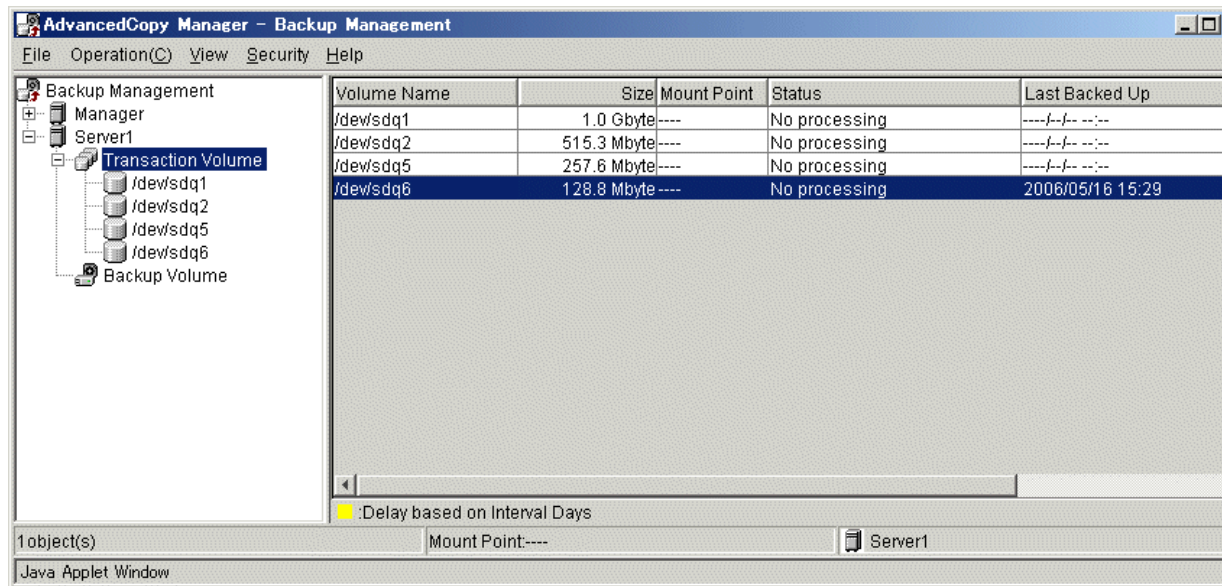 AdvancedCopy Manager - Backup Management
File Operation(C) View Security Help
Backup Management
Manager
Server1
Transaction Volume
/dev/sdq1
/dev/sdq2
/dev/sdq5
/dev/sdq6
Backup Volume
Volume Name Size Mount Point Status Last Backed Up
/dev/sdq1 1.0 Gbyte ---- No processing ----/--/-- --:--
/dev/sdq2 515.3 Mbyte ---- No processing ----/--/-- --:--
/dev/sdq5 257.6 Mbyte ---- No processing ----/--/-- --:--
/dev/sdq6 128.8 Mbyte ---- No processing 2006/05/16 15:29
:Delay based on Interval Days
1object(s) Mount Point:---- Server1
Java Applet Window